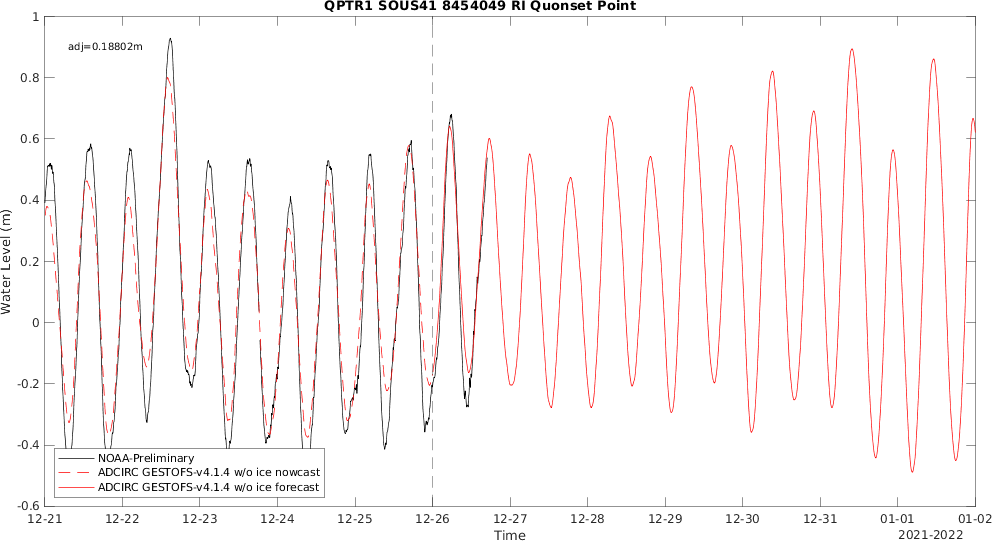 QPTR1 SOUS41 8454049 RI Quonset Point
adj=0.18802m
1
0.8
0.6
0.4
0.2
0
-0.2
-0.4
-0.6
Water Level (m)
NOAA-Preliminary
ADCIRC GESTOFS-v4.1.4 w/o ice nowcast
ADCIRC GESTOFS-v4.1.4 w/o ice forecast
12-21 12-22 12-23 12-24 12-25 12-26 12-27 12-28 12-29 12-30 12-31 01-01 01-02
Time
2021-2022